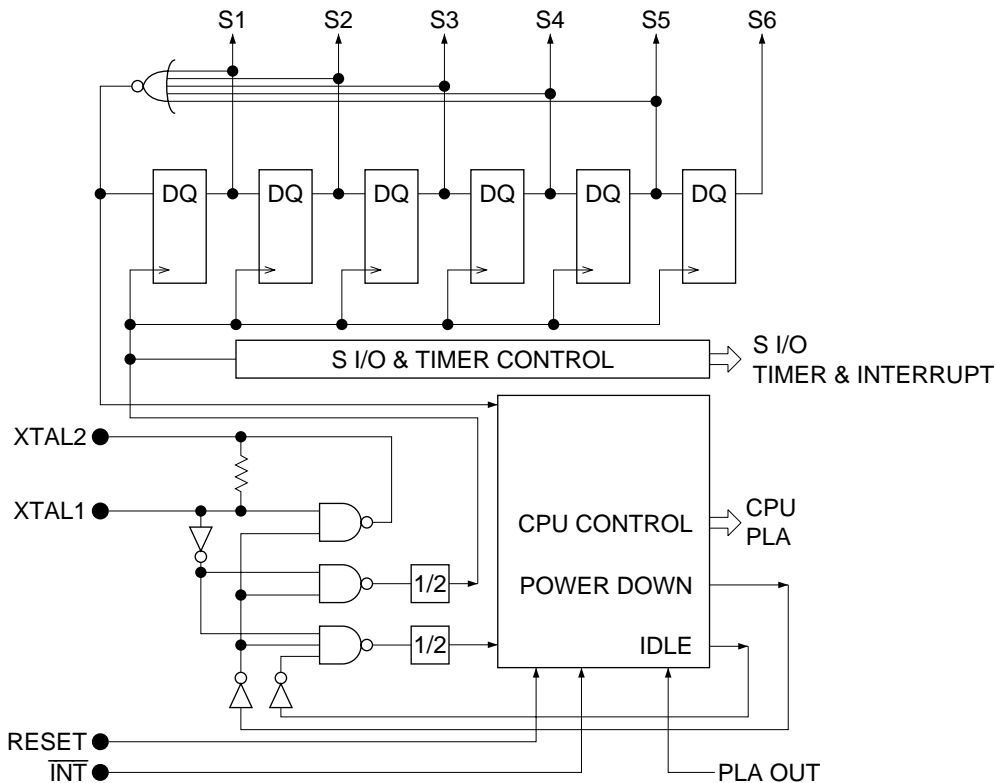 S1 S2 S3 S4 S5 S6
DQ DQ DQ DQ DQ DQ
S I/O & TIMER CONTROL
S I/O
TIMER & INTERRUPT
XTAL2
XTAL1
CPU CONTROL
CPU
PLA
1/2
POWER DOWN
1/2
IDLE
RESET
INT
PLA OUT